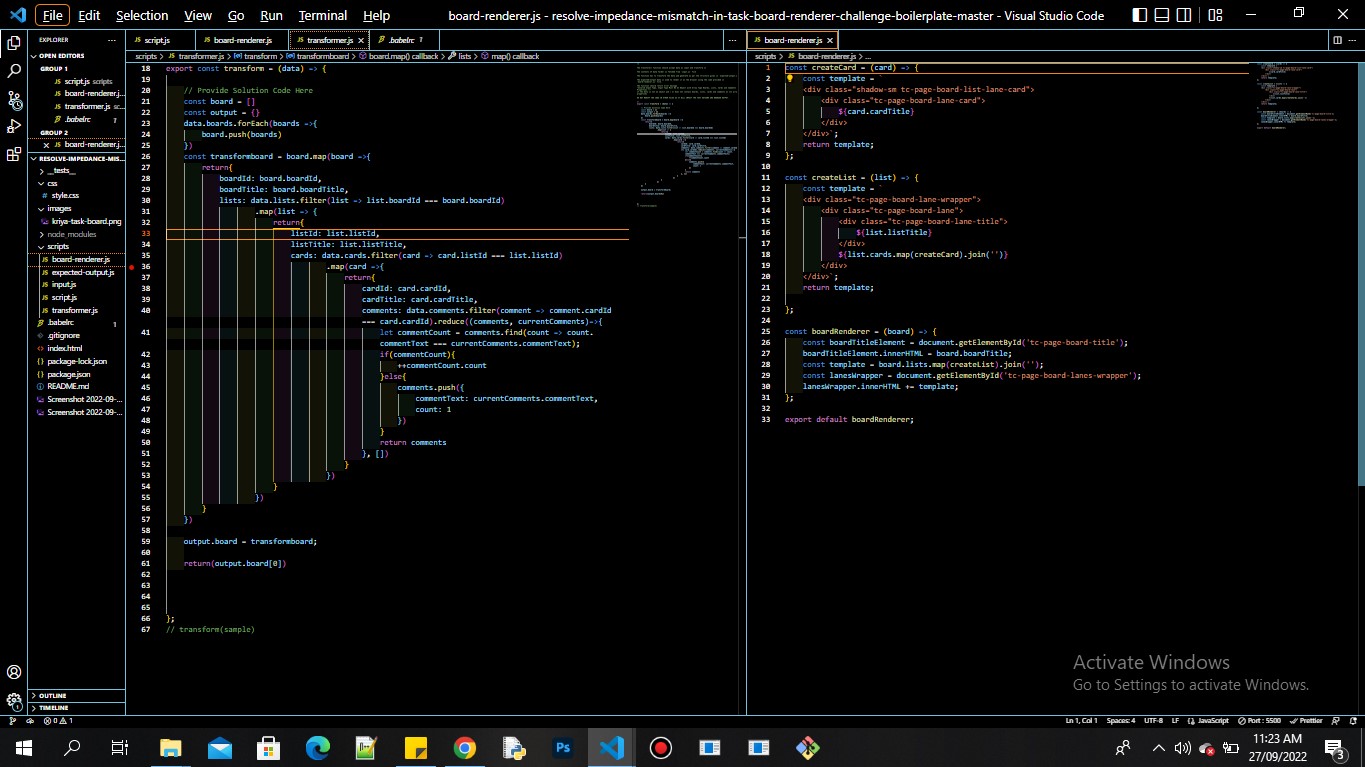 File Edit Selection View Go Run Terminal Help
board-renderer.js - resolve-impedance-mismatch-in-task-board-renderer-challenge-boilerplate-master - Visual Studio Code
EXPLORER
OPEN EDITORS
GROUP 1
script.js scripts
board-renderer.j...
transformer.js sc...
.babelrc 1
GROUP 2
board-renderer.j...
RESOLVE-IMPEDANCE-MIS...
__tests__
css
style.css
images
kriya-task-board.png
node_modules
scripts
board-renderer.js
expected-output.js
input.js
script.js
transformer.js
.babelrc 1
.gitignore
index.html
package-lock.json
package.json
README.md
Screenshot 2022-09-...
Screenshot 2022-09-...
OUTLINE
TIMELINE
script.js board-renderer.js transformer.js .babelrc 1
scripts > transformer.js > transform > transformboard > board.map() callback > lists > map() callback
18 export const transform = (data) => {
19
20 // Provide Solution Code Here
21 const board = []
22 const output = {}
23 data.boards.forEach(boards =>{
24 board.push(boards)
25 })
26 const transformboard = board.map(board =>{
27 return{
28 boardId: board.boardId,
29 boardTitle: board.boardTitle,
30 lists: data.lists.filter(list => list.boardId === board.boardId)
31 .map(list => {
32 return{
33 listId: list.listId,
34 listTitle: list.listTitle,
35 cards: data.cards.filter(card => card.listId === list.listId)
36 .map(card =>{
37 return{
38 cardId: card.cardId,
39 cardTitle: card.cardTitle,
40 comments: data.comments.filter(comment => comment.cardId
=== card.cardId).reduce((comments, currentComments)=>{
41 let commentCount = comments.find(count => count.
commentText === currentComments.commentText);
42 if(commentCount){
43 ++commentCount.count
44 }else{
45 comments.push({
46 commentText: currentComments.commentText,
47 count: 1
48 })
49 }
50 return comments
51 }, [])
52 }
53 })
54 }
55 })
56 }
57 })
58
59 output.board = transformboard;
60
61 return(output.board[0])
62
63
64
65
66 };
67 // transform(sample)
board-renderer.js
scripts > board-renderer.js > ...
1 const createCard = (card) => {
2 const template = `
3 <div class="shadow-sm tc-page-board-list-lane-card">
4 <div class="tc-page-board-lane-card">
5 ${card.cardTitle}
6 </div>
7 </div>`;
8 return template;
9 };
10
11 const createList = (list) => {
12 const template = `
13 <div class="tc-page-board-lane-wrapper">
14 <div class="tc-page-board-lane">
15 <div class="tc-page-board-lane-title">
16 ${list.listTitle}
17 </div>
18 ${list.cards.map(createCard).join('')}
19 </div>
20 </div>`;
21 return template;
22
23 };
24
25 const boardRenderer = (board) => {
26 const boardTitleElement = document.getElementById('tc-page-board-title');
27 boardTitleElement.innerHTML = board.boardTitle;
28 const template = board.lists.map(createList).join('');
29 const lanesWrapper = document.getElementById('tc-page-board-lanes-wrapper');
30 lanesWrapper.innerHTML += template;
31 };
32
33 export default boardRenderer;
Activate Windows
Go to Settings to activate Windows.
0 1
Ln 1, Col 1 Spaces: 4 UTF-8 LF JavaScript Port : 5500 Prettier
Ps
11:23 AM
27/09/2022
3